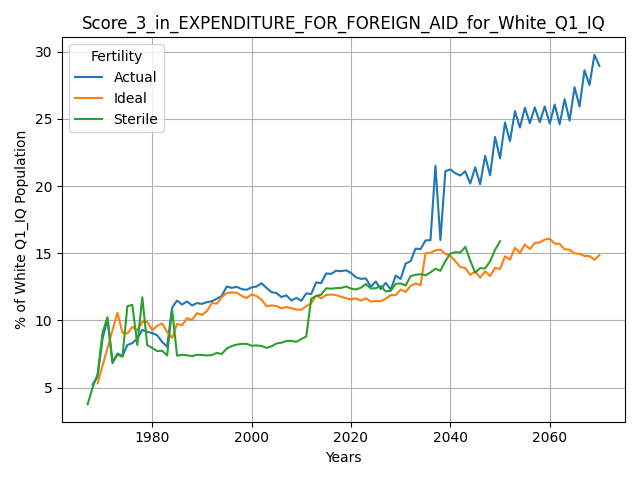 Score_3_in_EXPENDITURE_FOR_FOREIGN_AID_for_White_Q1_IQ
Fertility
Actual
Ideal
Sterile
% of White Q1_IQ Population
30
25
20
15
10
5
1980 2000 2020 2040 2060
Years